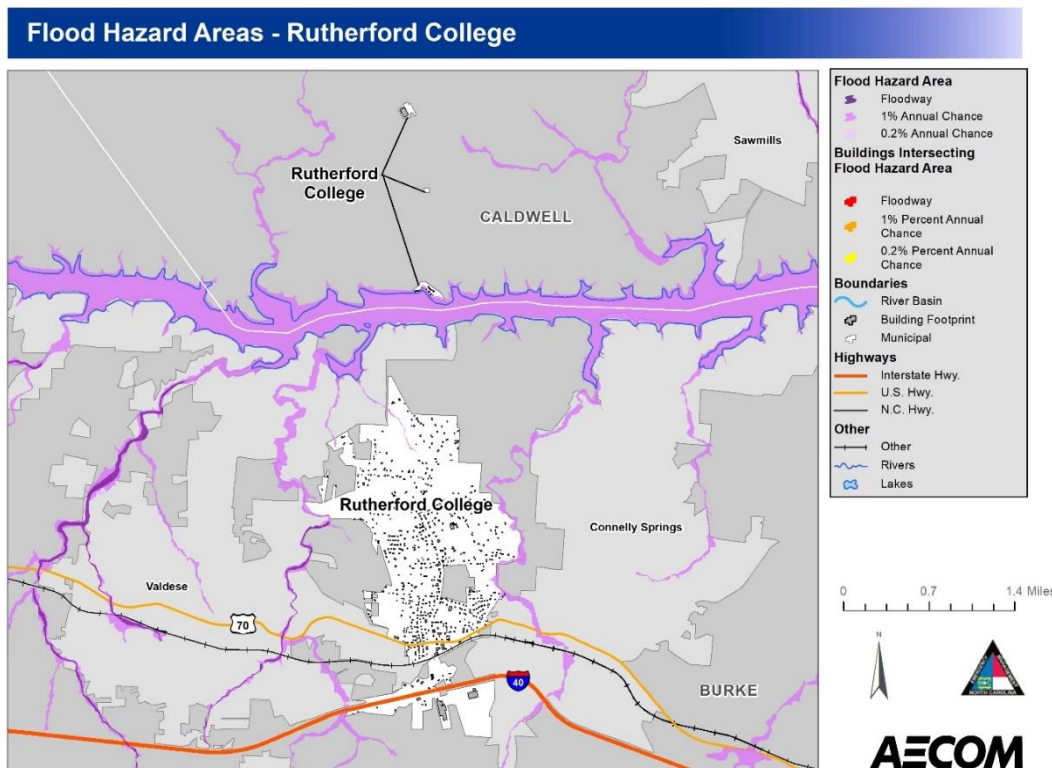 Flood Hazard Areas - Rutherford College
Sawmills
Rutherford
College
CALDWELL
Rutherford College
Connelly Springs
Valdese
70
40
BURKE
Flood Hazard Area
Floodway
1% Annual Chance
0.2% Annual Chance
Buildings Intersecting
Flood Hazard Area
Floodway
1% Percent Annual
Chance
0.2% Percent Annual
Chance
Boundaries
River Basin
Building Footprint
Municipal
Highways
Interstate Hwy.
U.S. Hwy.
N.C. Hwy.
Other
Other
Rivers
Lakes
0 0.7 1.4 Miles
N
NORTH CAROLINA
AECOM